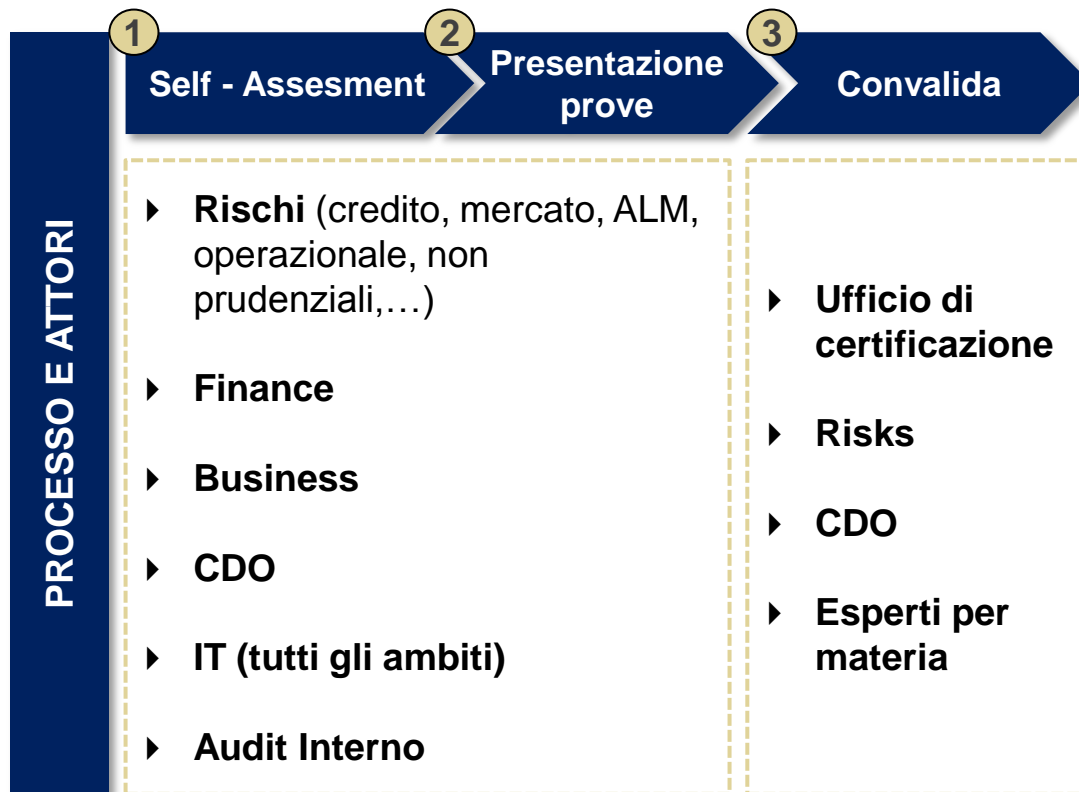 PROCESSO E ATTORI
1
Self - Assesment
2
Presentazione
prove
3
Convalida
Rischi (credito, mercato, ALM,
operazionale, non
prudenziali,…)
Finance
Business
CDO
IT (tutti gli ambiti)
Audit Interno
Ufficio di
certificazione
Risks
CDO
Esperti per
materia